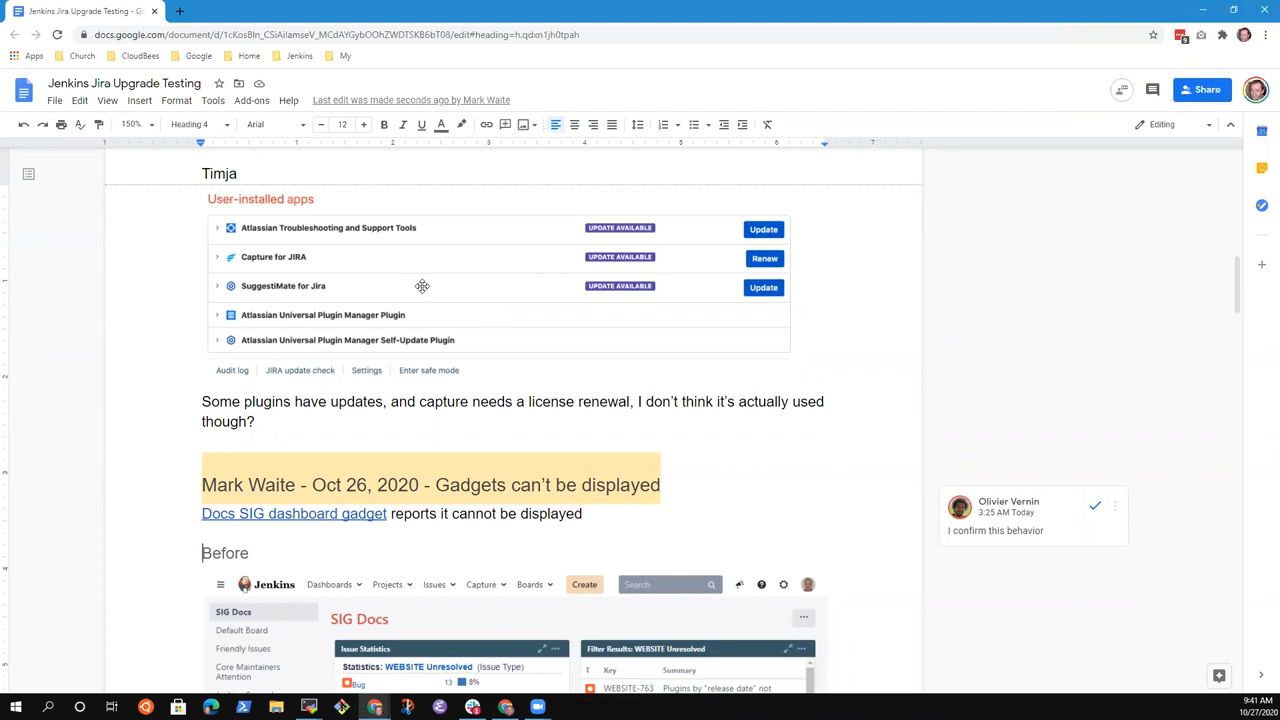 Jenkins Jira Upgrade Testing - Go
docs.google.com/document/d/1cKosBln_CSiAilamseV_MCdAYGybOOhZWDTSKB6bT08/edit#heading=h.qdxn1jh0tpah
Apps Church CloudBees Google Home Jenkins My
Jenkins Jira Upgrade Testing
File Edit View Insert Format Tools Add-ons Help Last edit was made seconds ago by Mark Waite
Share
150% Heading 4 Arial 12 Editing
1 1 2 3 4 5 6 7
Timja
User-installed apps
Atlassian Troubleshooting and Support Tools UPDATE AVAILABLE Update
Capture for JIRA UPDATE AVAILABLE Renew
SuggestiMate for Jira UPDATE AVAILABLE Update
Atlassian Universal Plugin Manager Plugin
Atlassian Universal Plugin Manager Self-Update Plugin
Audit log JIRA update check Settings Enter safe mode
Some plugins have updates, and capture needs a license renewal, I don’t think it’s actually used
though?
Mark Waite - Oct 26, 2020 - Gadgets can’t be displayed
Docs SIG dashboard gadget reports it cannot be displayed
Olivier Vernin
3:25 AM Today
I confirm this behavior
Before
Jenkins Dashboards Projects Issues Capture Boards Create Search
SIG Docs
Default Board
Friendly Issues
Core Maintainers
Attention
SIG Docs
Issue Statistics
Statistics: WEBSITE Unresolved (Issue Type)
Bug 13 8%
Filter Results: WEBSITE Unresolved
T Key Summary
WEBSITE-763 Plugins by "release date" not
9:41 AM
10/27/2020